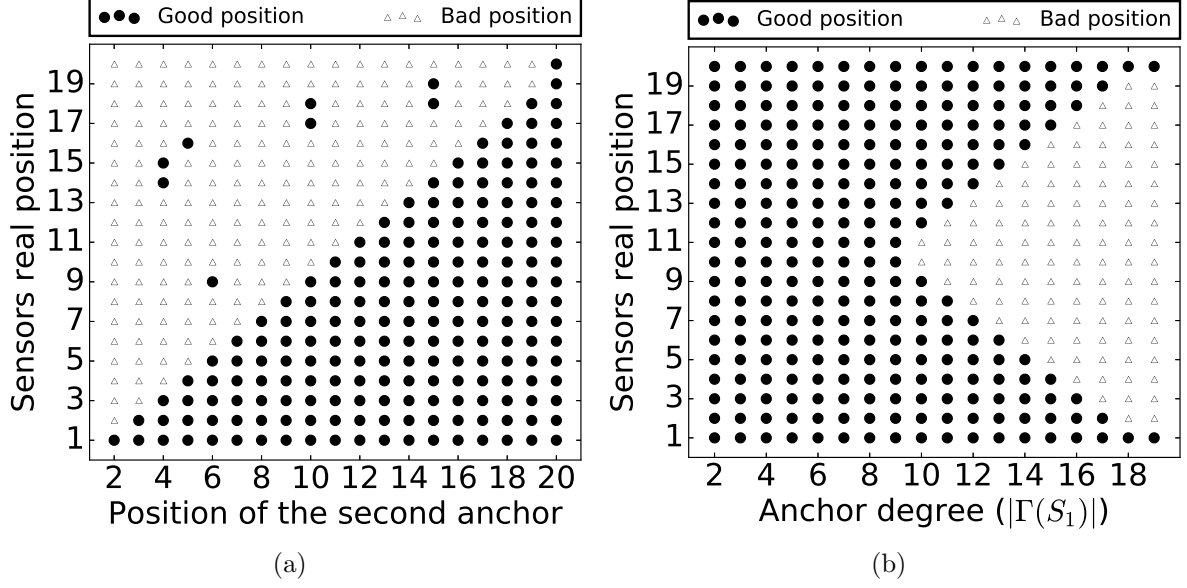 Good position Bad position
Sensors real position
19
17
15
13
11
9
7
5
3
1
2 4 6 8 10 12 14 16 18 20
Position of the second anchor
(a)
Good position Bad position
Sensors real position
19
17
15
13
11
9
7
5
3
1
2 4 6 8 10 12 14 16 18
Anchor degree (|Γ(S₁)|)
(b)